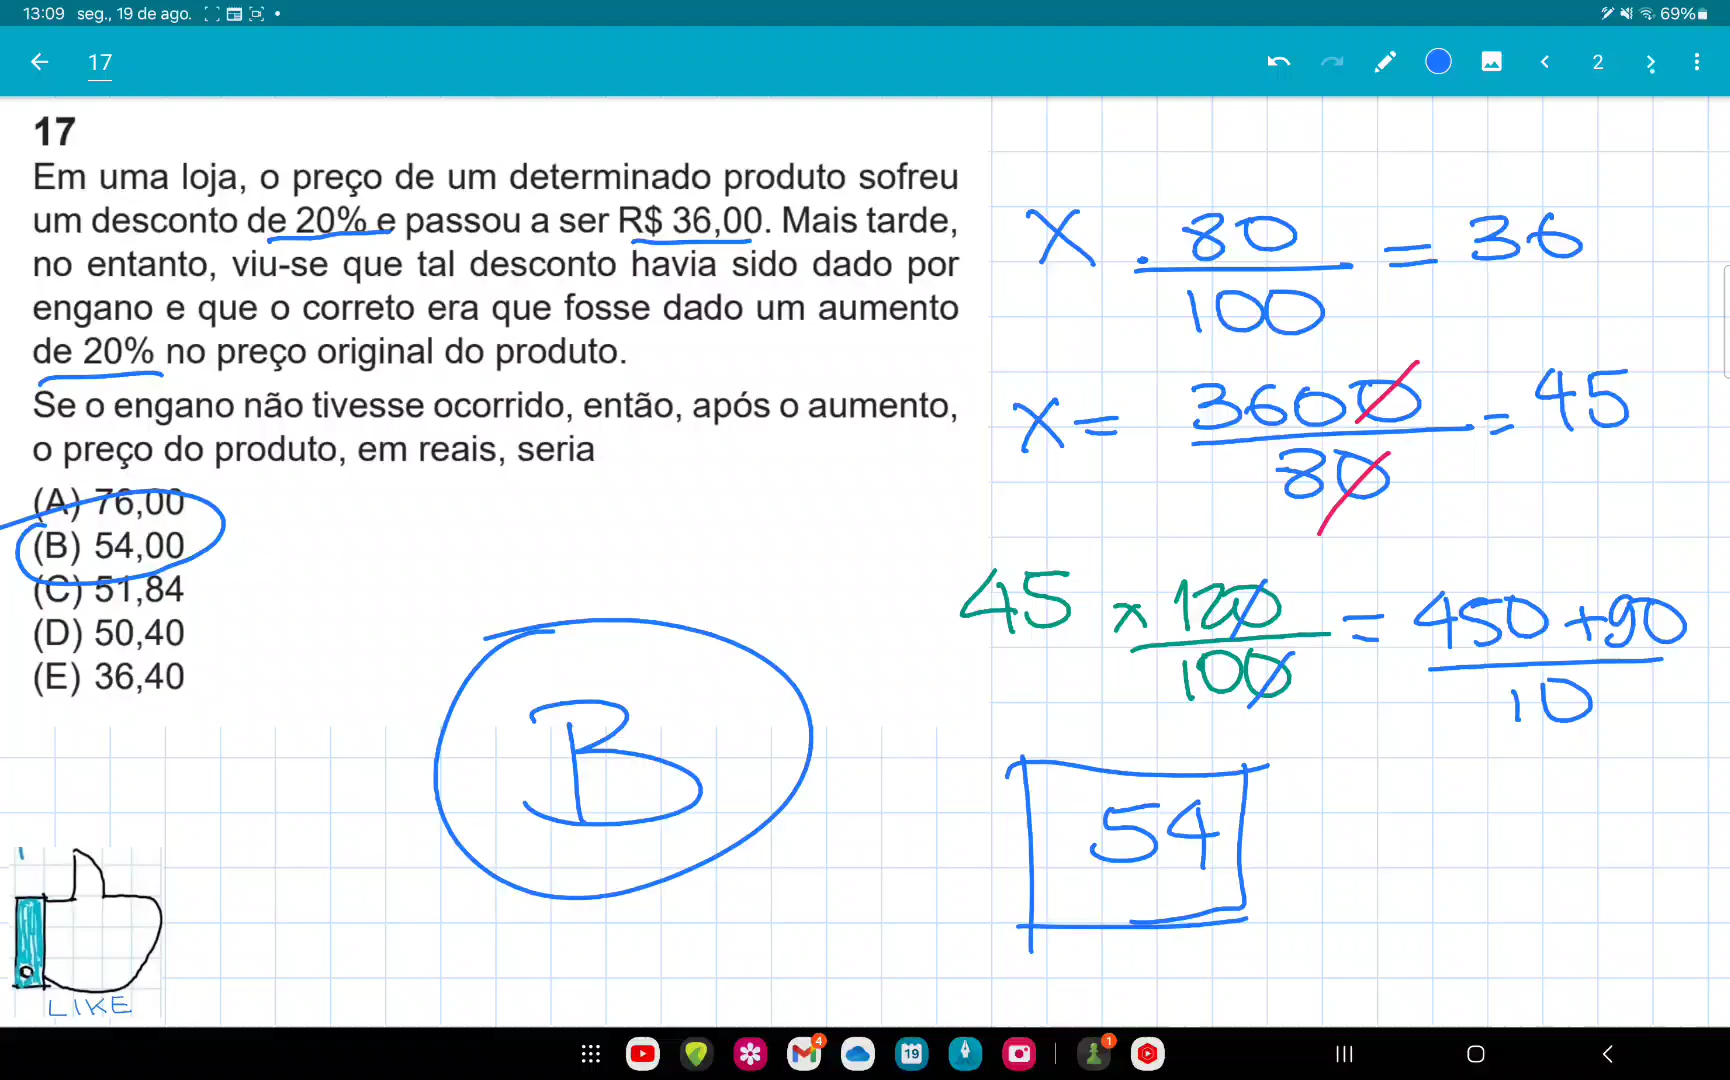 13:09 seg., 19 de ago.
69%
17
2
17
Em uma loja, o preço de um determinado produto sofreu
um desconto de 20% e passou a ser R$ 36,00. Mais tarde,
no entanto, viu-se que tal desconto havia sido dado por
engano e que o correto era que fosse dado um aumento
de 20% no preço original do produto.
Se o engano não tivesse ocorrido, então, após o aumento,
o preço do produto, em reais, seria
(A) 76,00
(B) 54,00
(C) 51,84
(D) 50,40
(E) 36,40
X . 80/100 = 36
X = 3600/80 = 45
45 x 120/100 = 450+90/10
54
B
LIKE
4
19
1